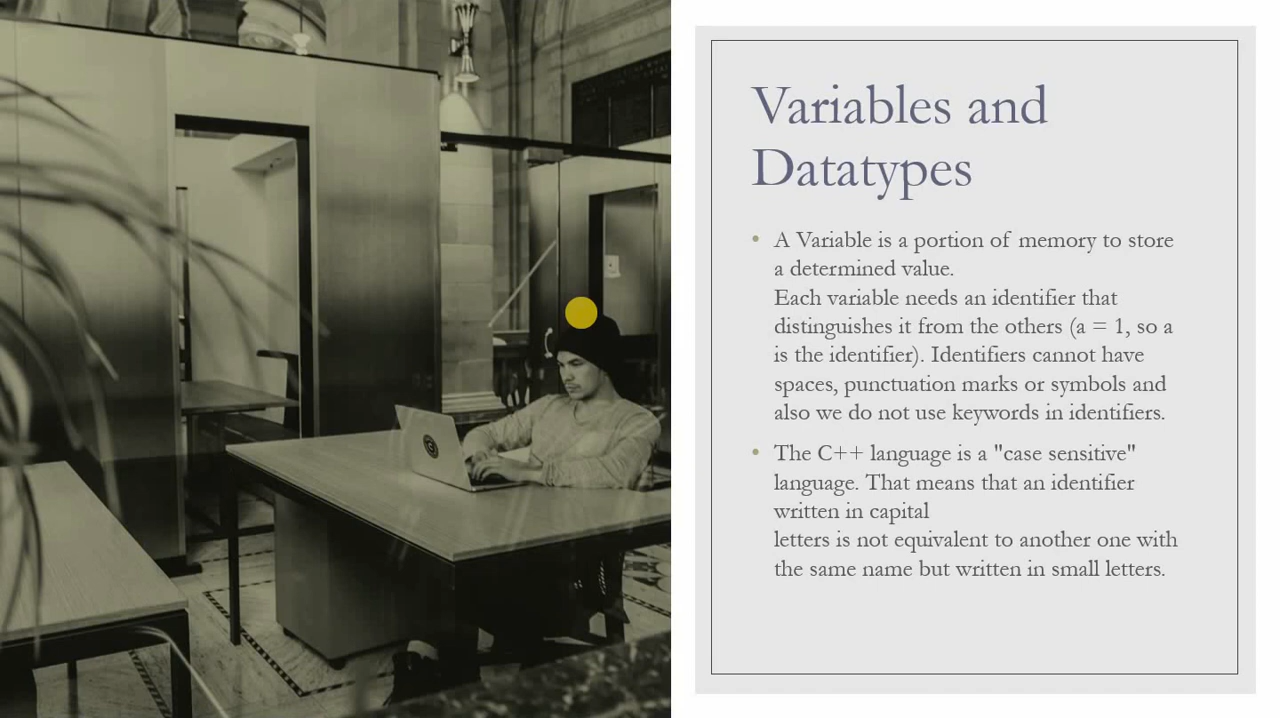 Variables and
Datatypes
• A Variable is a portion of memory to store
a determined value.
Each variable needs an identifier that
distinguishes it from the others (a = 1, so a
is the identifier). Identifiers cannot have
spaces, punctuation marks or symbols and
also we do not use keywords in identifiers.
• The C++ language is a "case sensitive"
language. That means that an identifier
written in capital
letters is not equivalent to another one with
the same name but written in small letters.